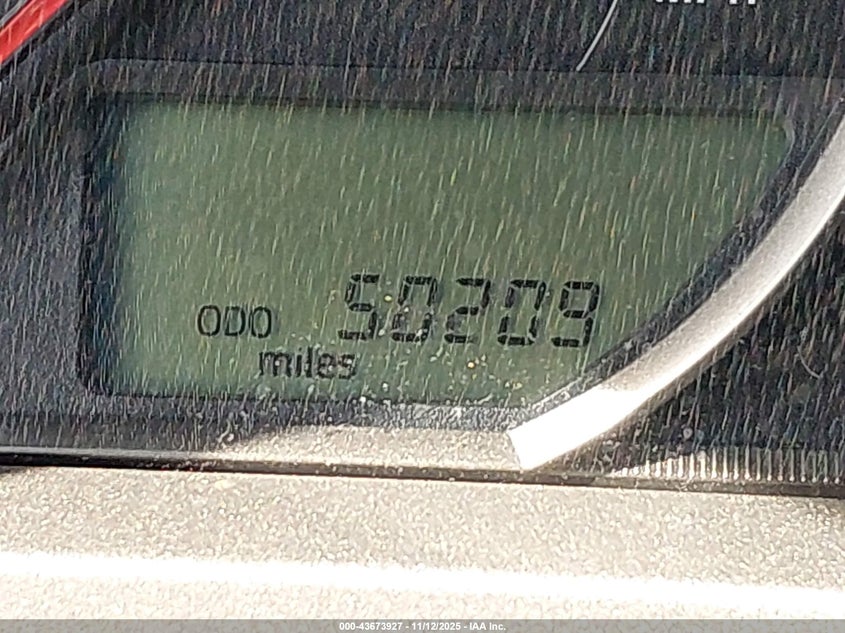 ODO 50209
miles
000-43673927 - 11/12/2025 - IAA Inc.